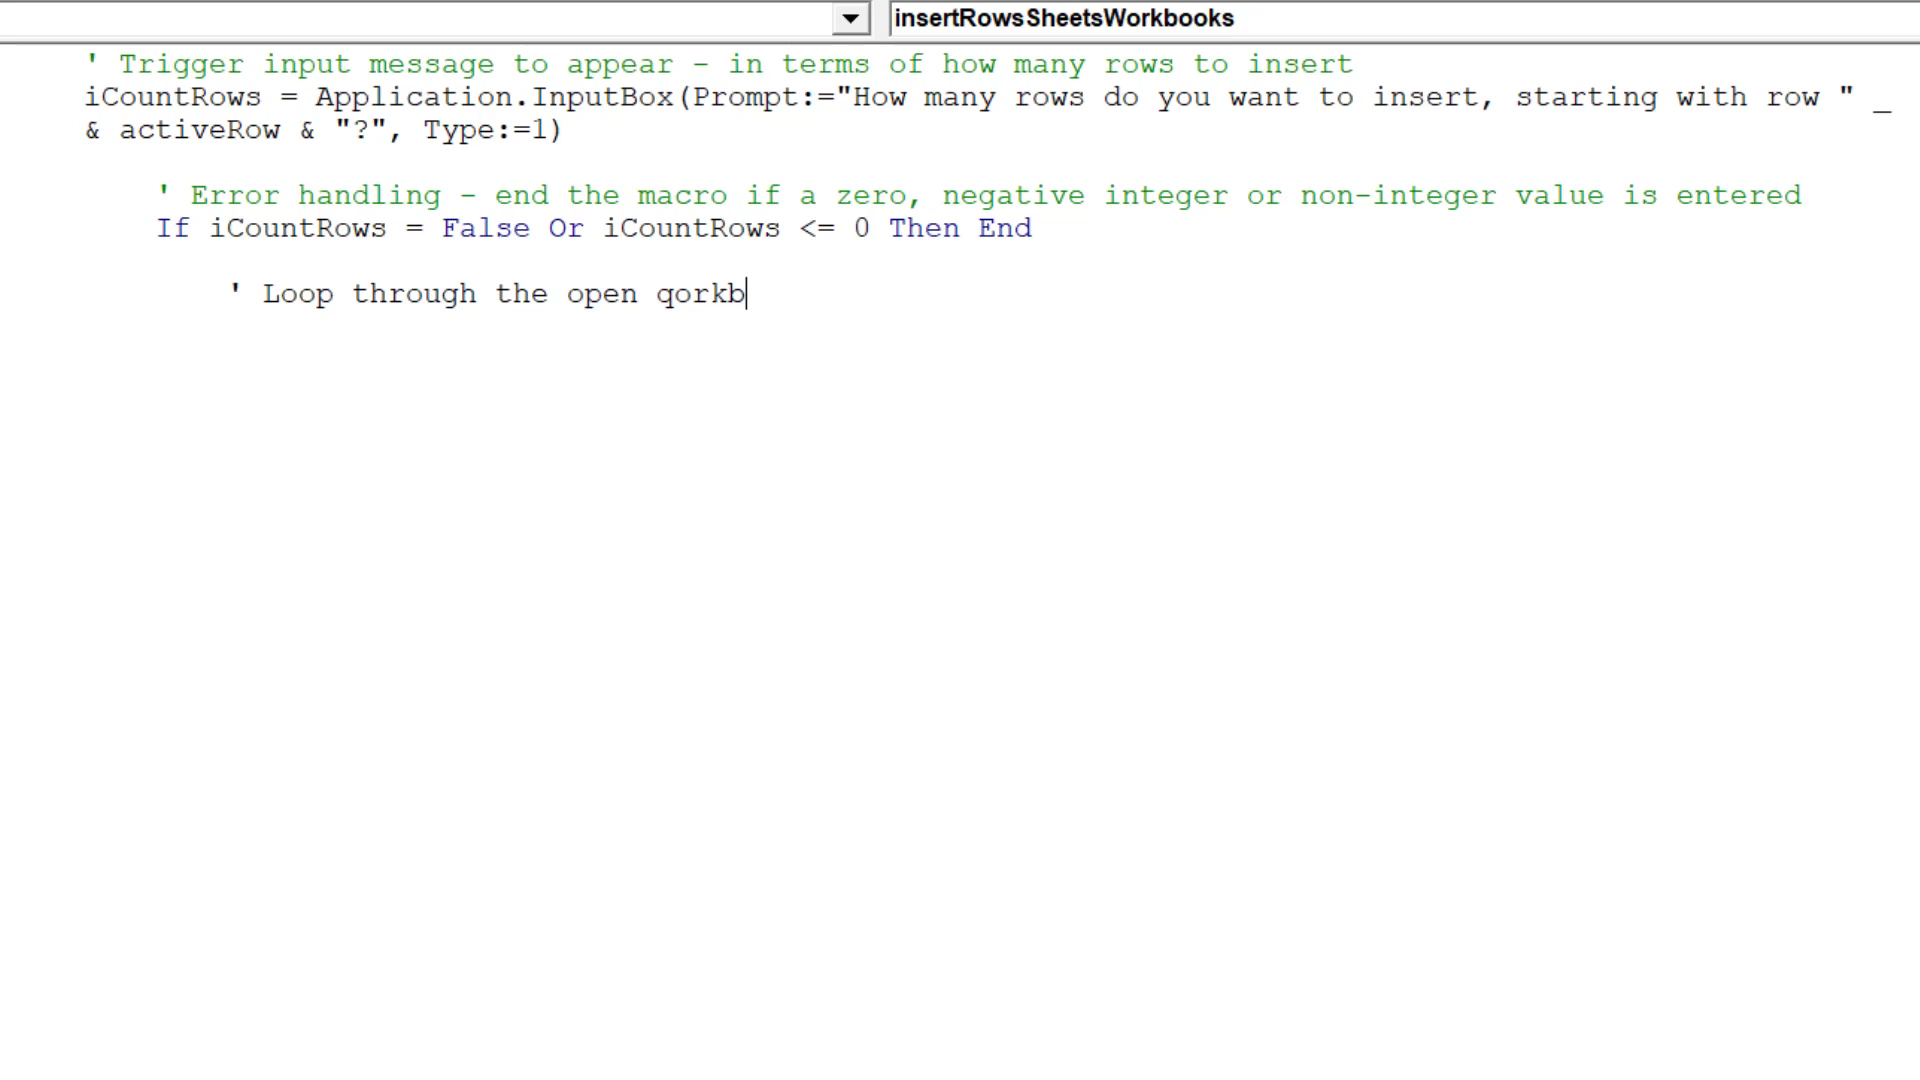 insertRowsSheetsWorkbooks
' Trigger input message to appear - in terms of how many rows to insert
iCountRows = Application.InputBox(Prompt:="How many rows do you want to insert, starting with row " _
& activeRow & "?", Type:=1)
' Error handling - end the macro if a zero, negative integer or non-integer value is entered
If iCountRows = False Or iCountRows <= 0 Then End
' Loop through the open qorkb